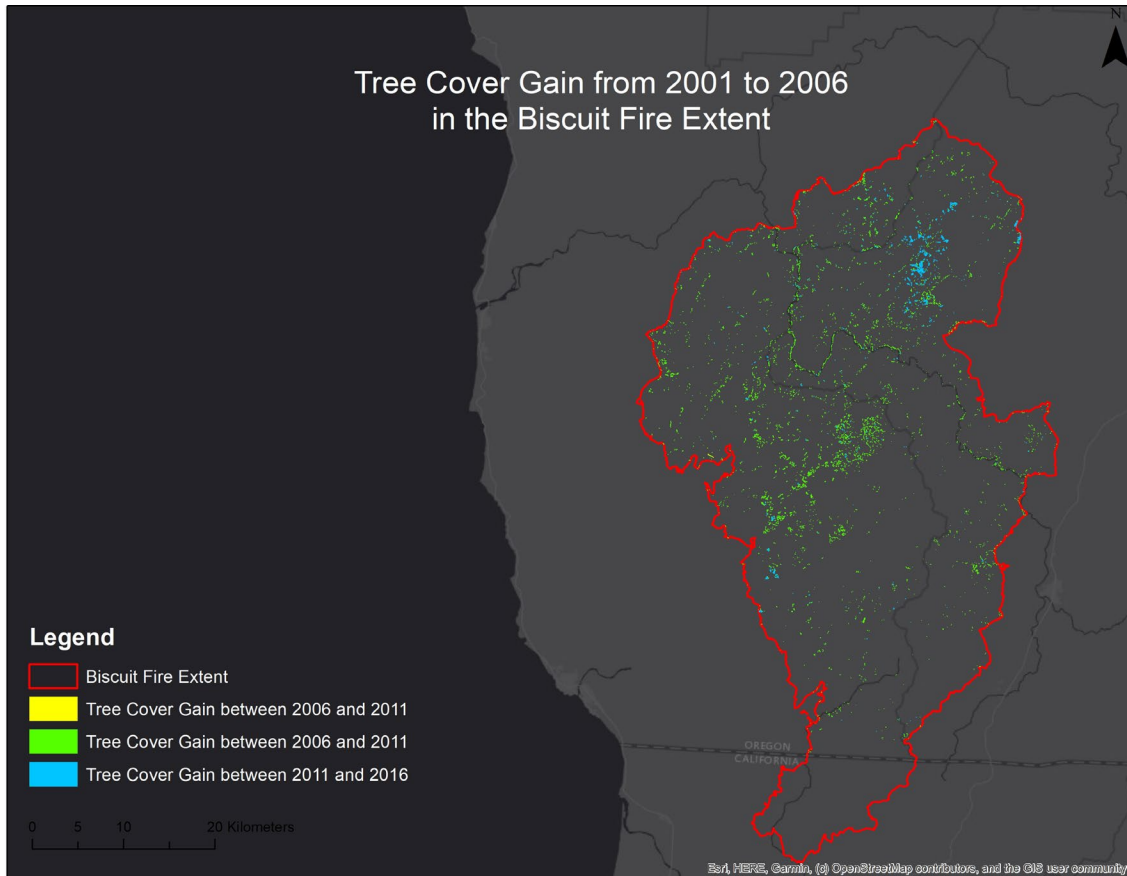 N
Tree Cover Gain from 2001 to 2006
in the Biscuit Fire Extent
Legend
Biscuit Fire Extent
Tree Cover Gain between 2006 and 2011
Tree Cover Gain between 2006 and 2011
Tree Cover Gain between 2011 and 2016
OREGON
CALIFORNIA
0 5 10 20 Kilometers
Esri, HERE, Garmin, (c) OpenStreetMap contributors, and the GIS user community